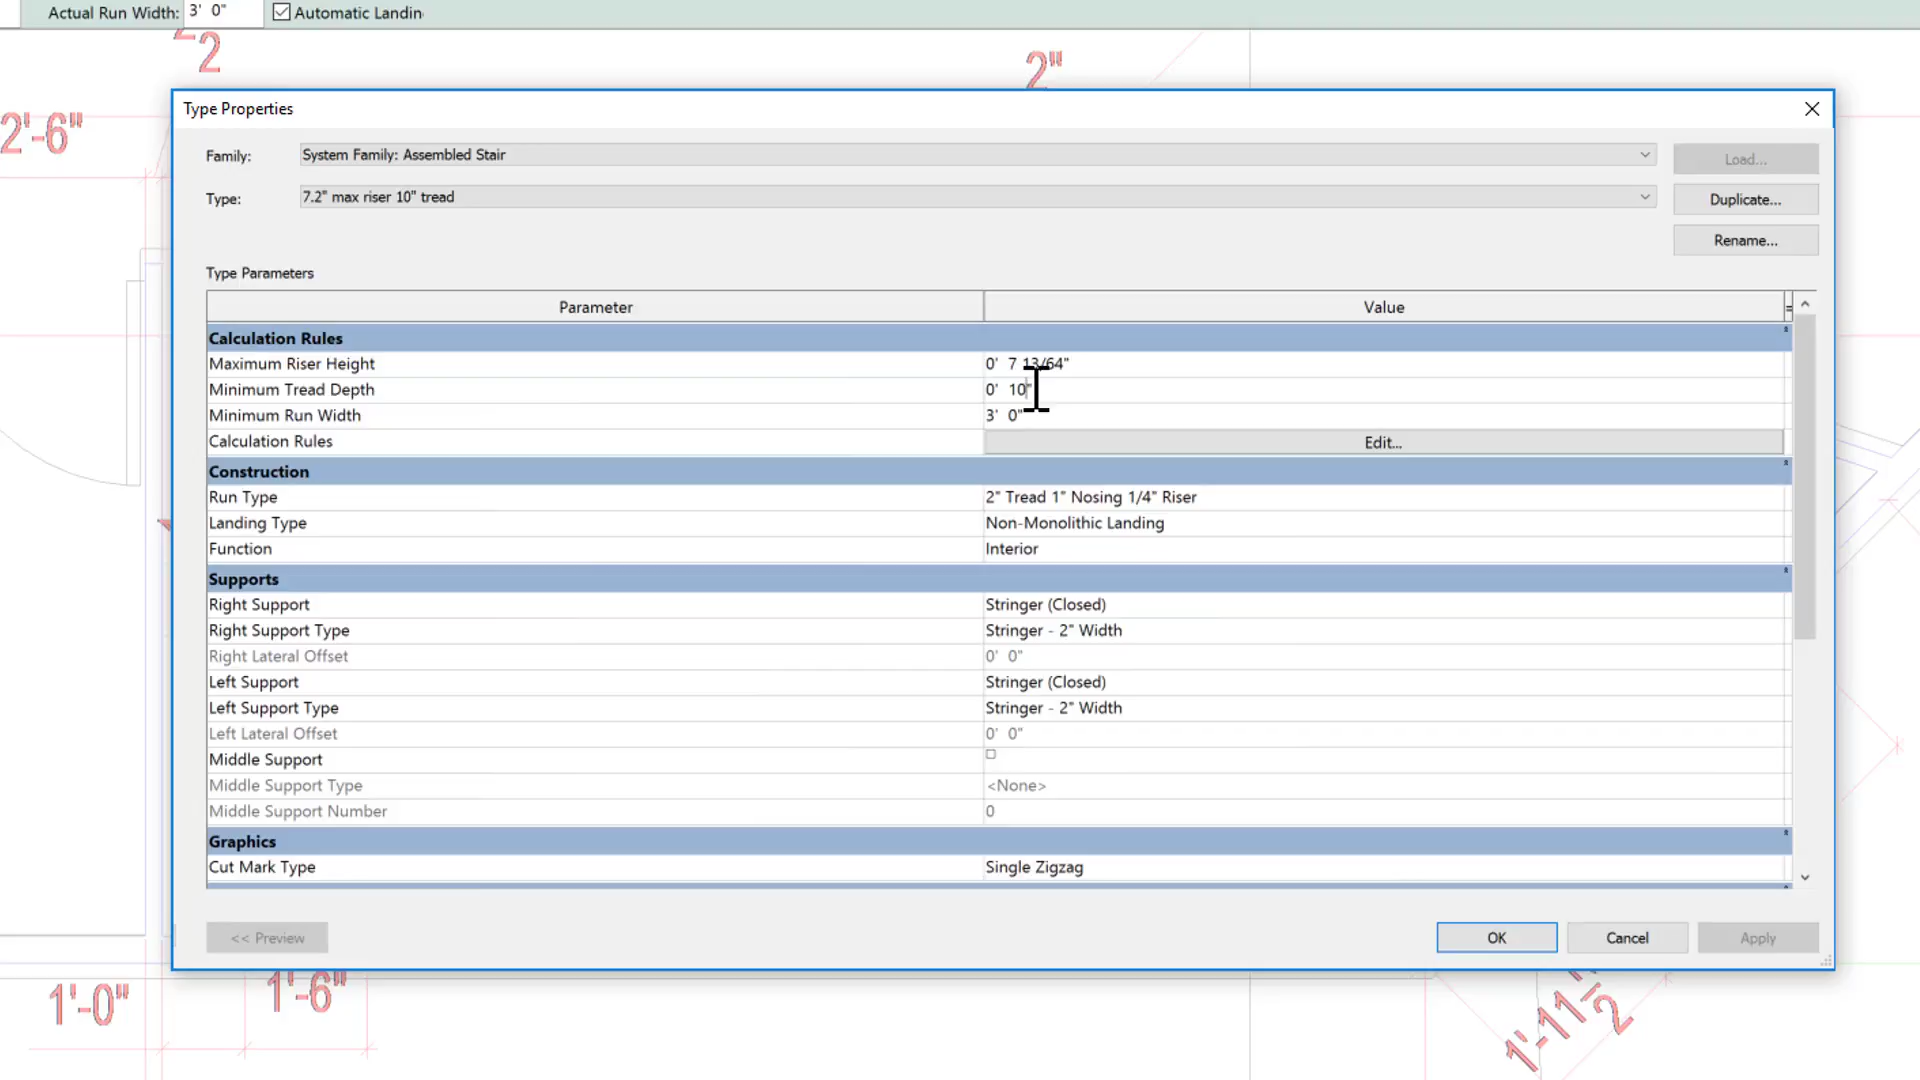 Actual Run Width: 3' 0" Automatic Landin
2
2
2"
2'-6"
Type Properties
Family: System Family: Assembled Stair Load...
Type: 7.2" max riser 10" tread Duplicate...
Rename...
Type Parameters
Parameter Value =
Calculation Rules
Maximum Riser Height 0' 7 13/64"
Minimum Tread Depth 0' 10"
Minimum Run Width 3' 0"
Calculation Rules Edit...
Construction
Run Type 2" Tread 1" Nosing 1/4" Riser
Landing Type Non-Monolithic Landing
Function Interior
Supports
Right Support Stringer (Closed)
Right Support Type Stringer - 2" Width
Right Lateral Offset 0' 0"
Left Support Stringer (Closed)
Left Support Type Stringer - 2" Width
Left Lateral Offset 0' 0"
Middle Support
Middle Support Type <None>
Middle Support Number 0
Graphics
Cut Mark Type Single Zigzag
<< Preview OK Cancel Apply
1'-0" 1'-6"
1'-11
2